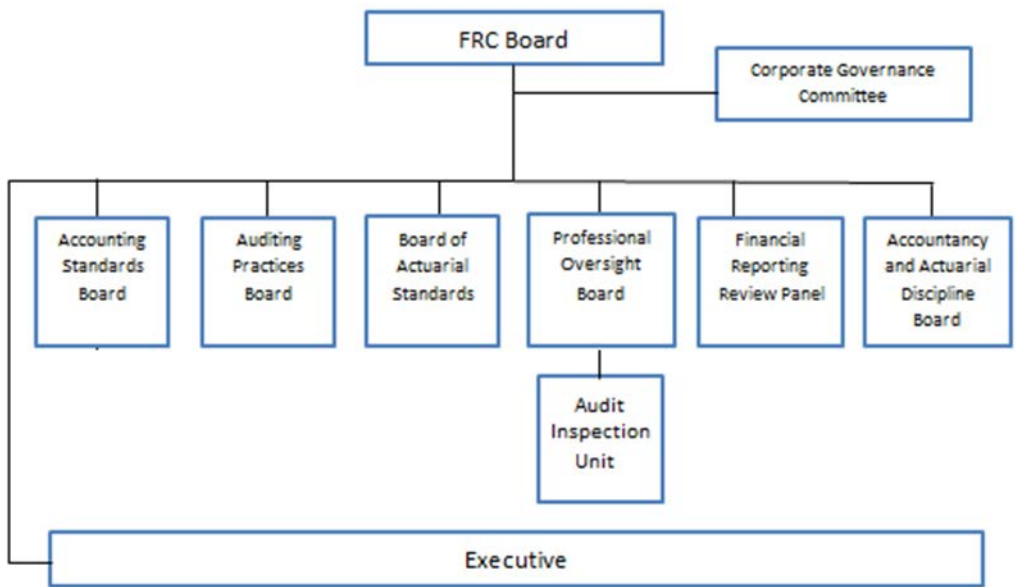 FRC Board
Corporate Governance
Committee
Accounting
Standards
Board
Auditing
Practices
Board
Board of
Actuarial
Standards
Professional
Oversight
Board
Financial
Reporting
Review Panel
Accountancy
and Actuarial
Discipline
Board
Audit
Inspection
Unit
Executive